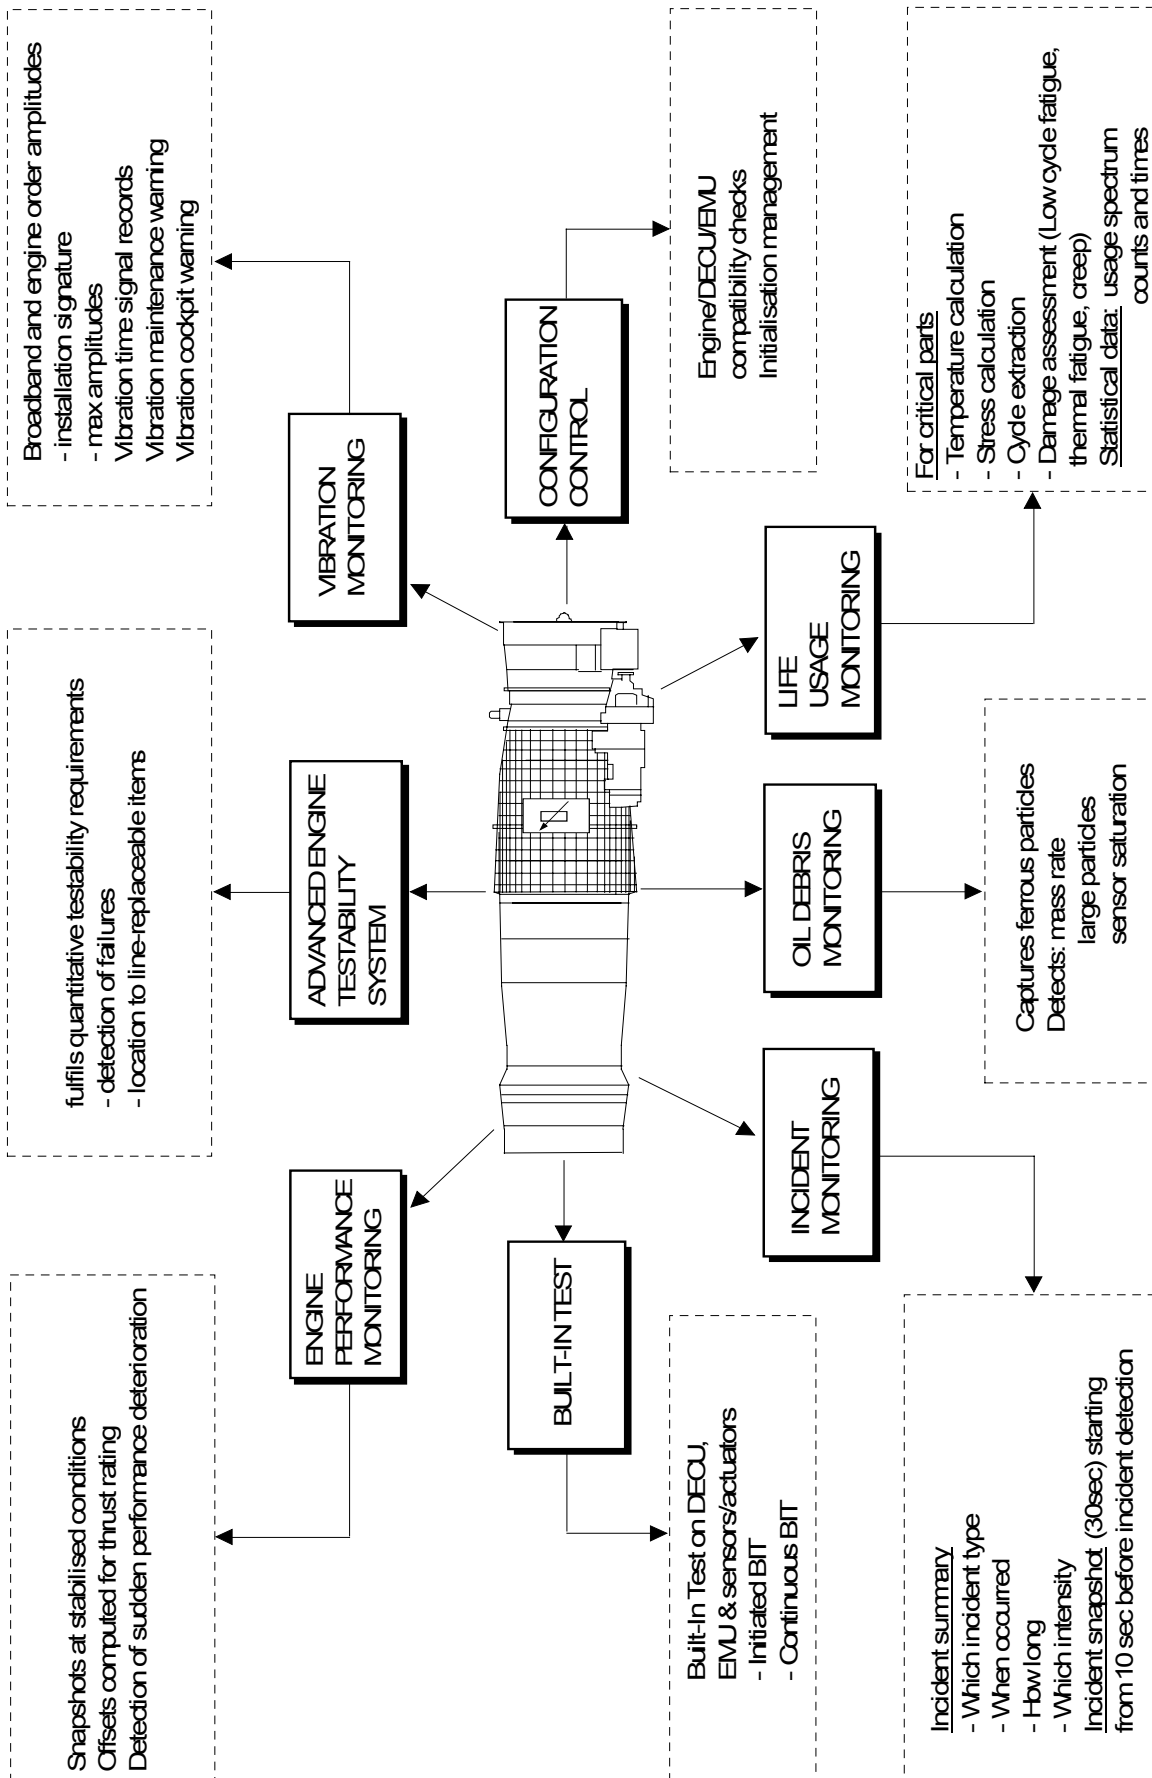 Snapshots at stabilised conditions
Offsets computed for thrust rating
Detection of sudden performance deterioration
fulfils quantitative testability requirements
- detection of failures
- location to line-replaceable items
Broadband and engine order amplitudes
- installation signature
- max amplitudes
Vibration time signal records
Vibration maintenance warning
Vibration cockpit warning
ENGINE
PERFORMANCE
MONITORING
ADVANCED ENGINE
TESTABILITY
SYSTEM
VIBRATION
MONITORING
BUILT-IN TEST
CONFIGURATION
CONTROL
Built-In Test on DECU,
EMU & sensors/actuators
- Initiated BIT
- Continuous BIT
Engine/DECU/EMU
compatibility checks
Initialisation management
INCIDENT
MONITORING
OIL DEBRIS
MONITORING
LIFE
USAGE
MONITORING
Incident summary
- Which incident type
- When occurred
- How long
- Which intensity
Incident snapshot (30sec) starting
from 10 sec before incident detection
Captures ferrous particles
Detects: mass rate
large particles
sensor saturation
For critical parts
- Temperature calculation
- Stress calculation
- Cycle extraction
- Damage assessment (Low cycle fatigue,
thermal fatigue, creep)
Statistical data: usage spectrum
counts and times